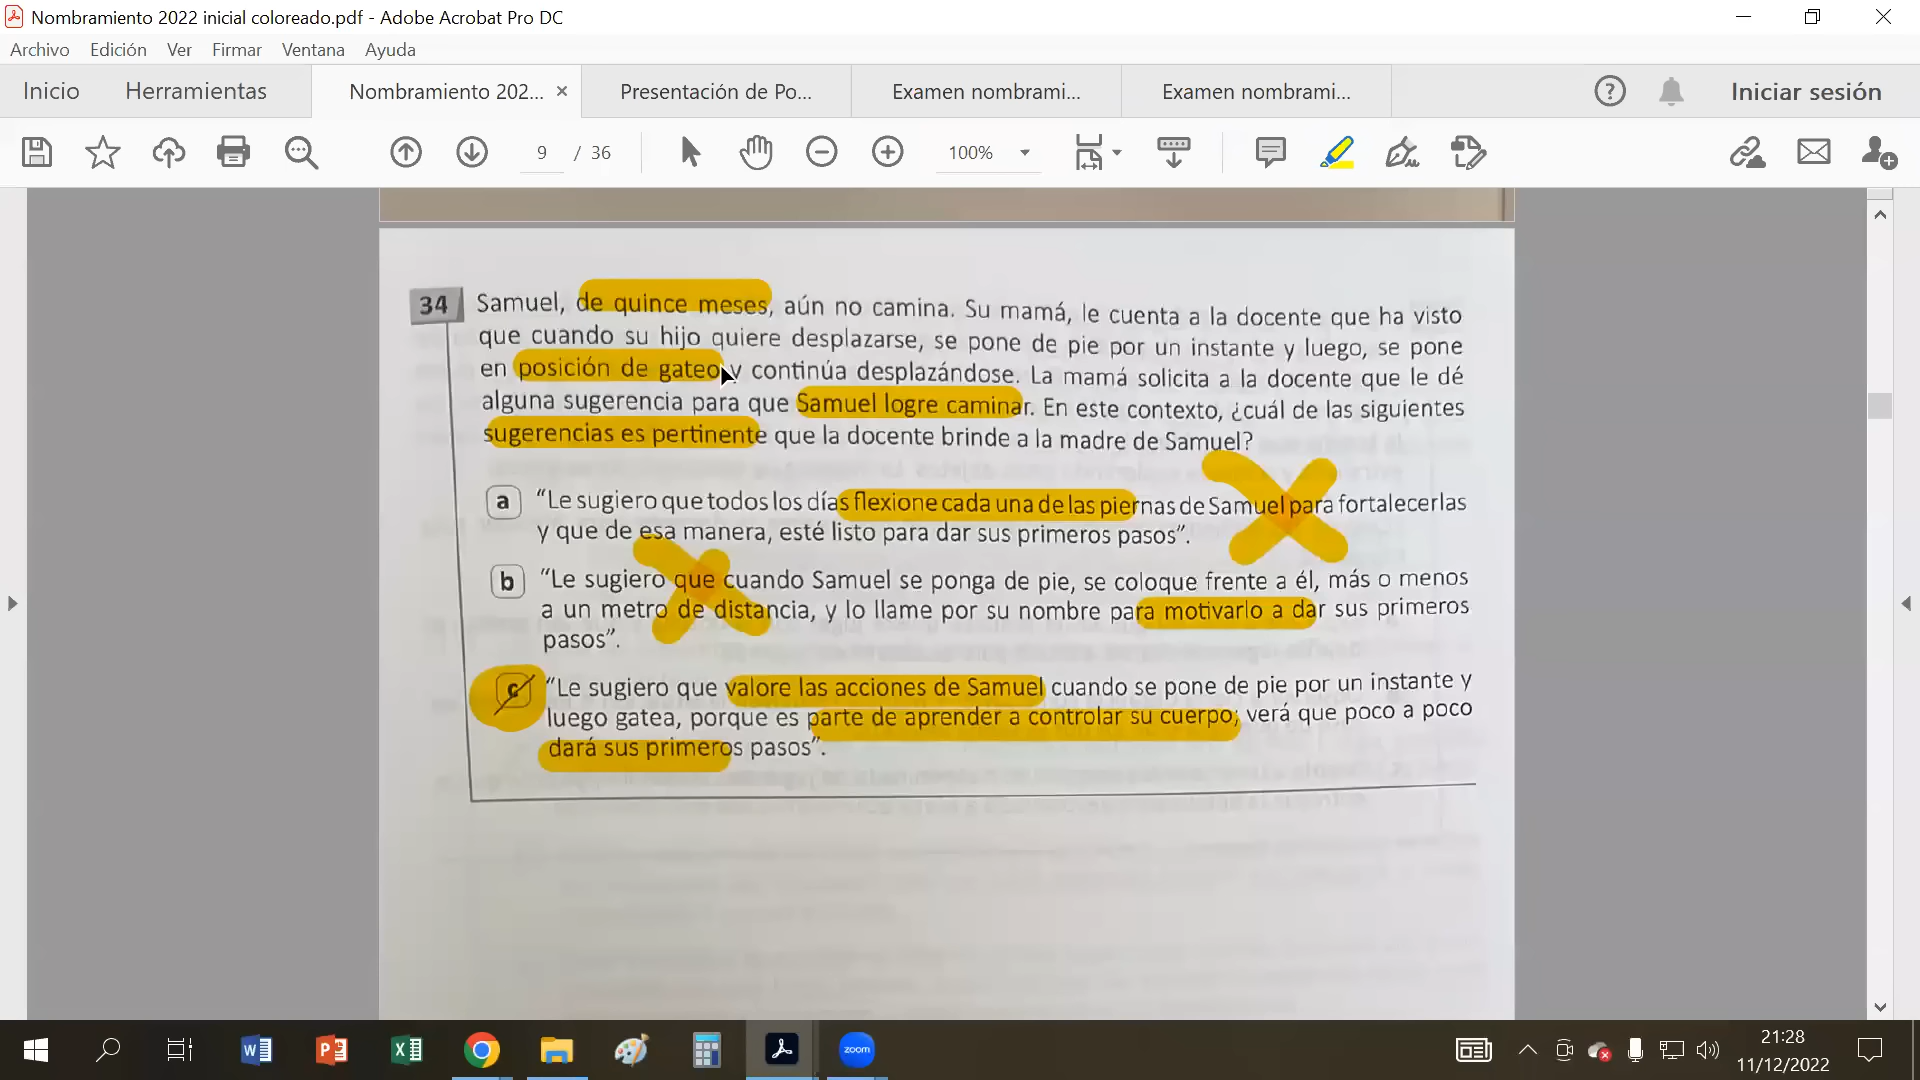 Nombramiento 2022 inicial coloreado.pdf - Adobe Acrobat Pro DC
Archivo Edición Ver Firmar Ventana Ayuda
Inicio Herramientas Nombramiento 202... × Presentación de Po... Examen nombrami... Examen nombrami... Iniciar sesión
9 / 36 100%
34 Samuel, de quince meses, aún no camina. Su mamá, le cuenta a la docente que ha visto
que cuando su hijo quiere desplazarse, se pone de pie por un instante y luego, se pone
en posición de gateo y continúa desplazándose. La mamá solicita a la docente que le dé
alguna sugerencia para que Samuel logre caminar. En este contexto, ¿cuál de las siguientes
sugerencias es pertinente que la docente brinde a la madre de Samuel?
a "Le sugiero que todos los días flexione cada una de las piernas de Samuel para fortalecerlas
y que de esa manera, esté listo para dar sus primeros pasos".
b "Le sugiero que cuando Samuel se ponga de pie, se coloque frente a él, más o menos
a un metro de distancia, y lo llame por su nombre para motivarlo a dar sus primeros
pasos".
c "Le sugiero que valore las acciones de Samuel cuando se pone de pie por un instante y
luego gatea, porque es parte de aprender a controlar su cuerpo; verá que poco a poco
dará sus primeros pasos".
zoom
21:28
11/12/2022